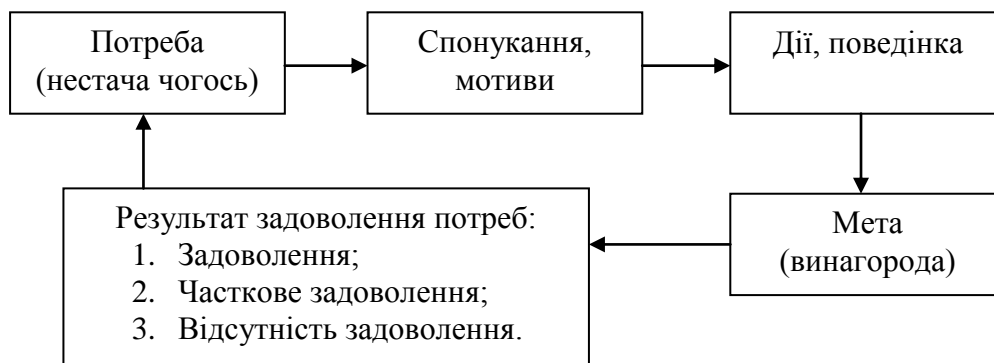 Потреба
(нестача чогось)
Спонукання,
мотиви
Дії, поведінка
Мета
(винагорода)
Результат задоволення потреб:
1. Задоволення;
2. Часткове задоволення;
3. Відсутність задоволення.